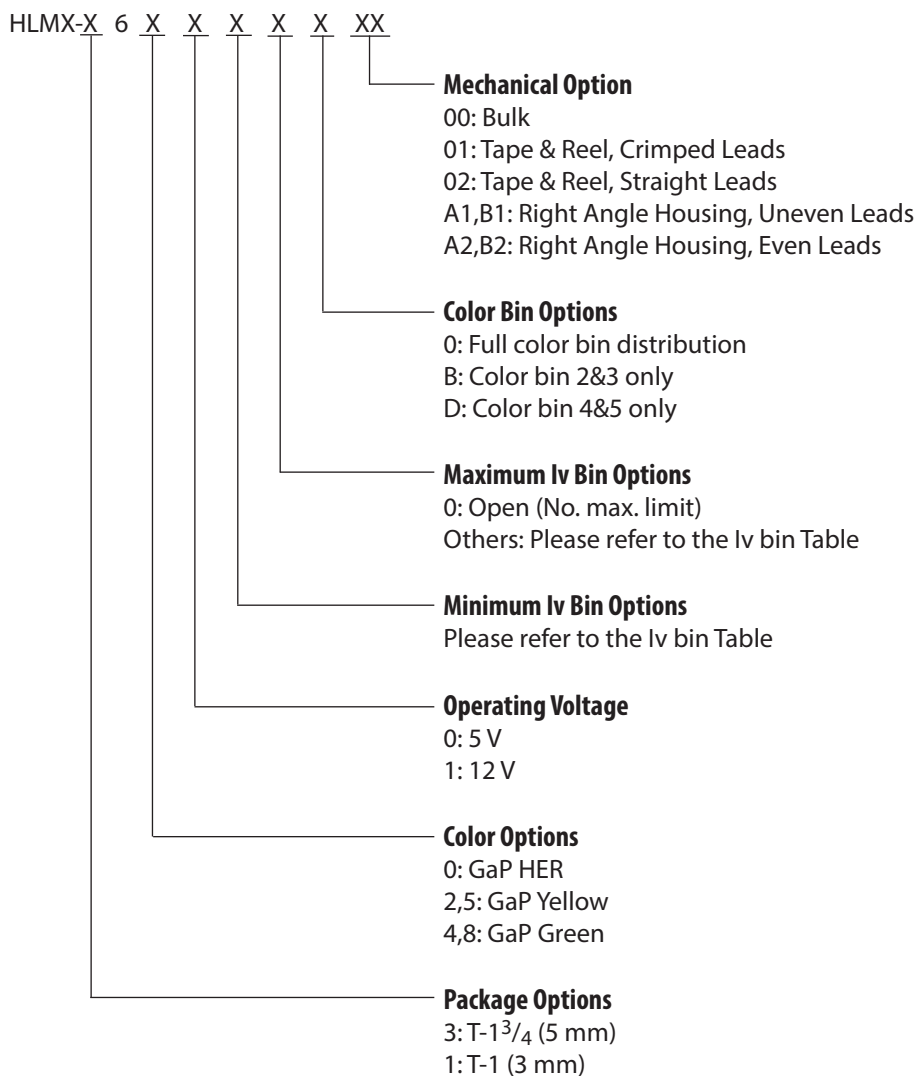 HLMX-X 6 X X X X X XX
Mechanical Option
00: Bulk
01: Tape & Reel, Crimped Leads
02: Tape & Reel, Straight Leads
A1,B1: Right Angle Housing, Uneven Leads
A2,B2: Right Angle Housing, Even Leads
Color Bin Options
0: Full color bin distribution
B: Color bin 2&3 only
D: Color bin 4&5 only
Maximum Iv Bin Options
0: Open (No. max. limit)
Others: Please refer to the Iv bin Table
Minimum Iv Bin Options
Please refer to the Iv bin Table
Operating Voltage
0: 5 V
1: 12 V
Color Options
0: GaP HER
2,5: GaP Yellow
4,8: GaP Green
Package Options
3: T-1 3/4 (5 mm)
1: T-1 (3 mm)